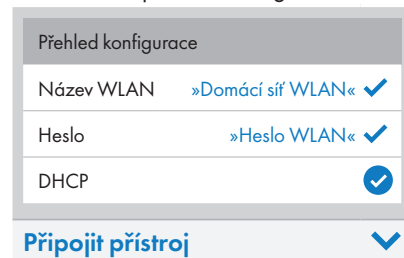 Přehled konfigurace
Název WLAN »Domácí síť WLAN«
Heslo »Heslo WLAN«
DHCP
Připojit přístroj